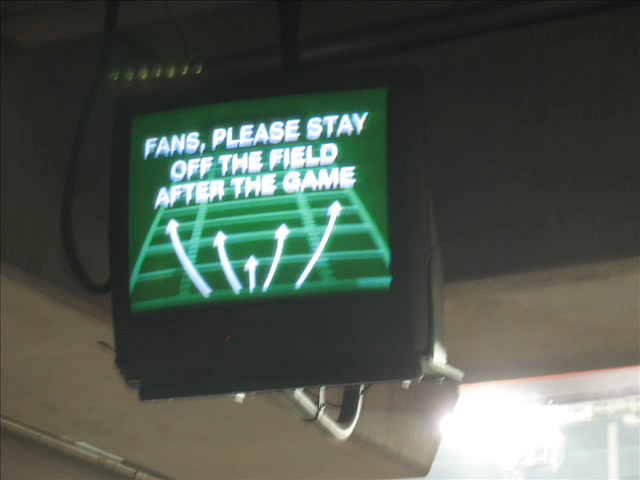 FANS, PLEASE STAY
OFF THE FIELD
AFTER THE GAME